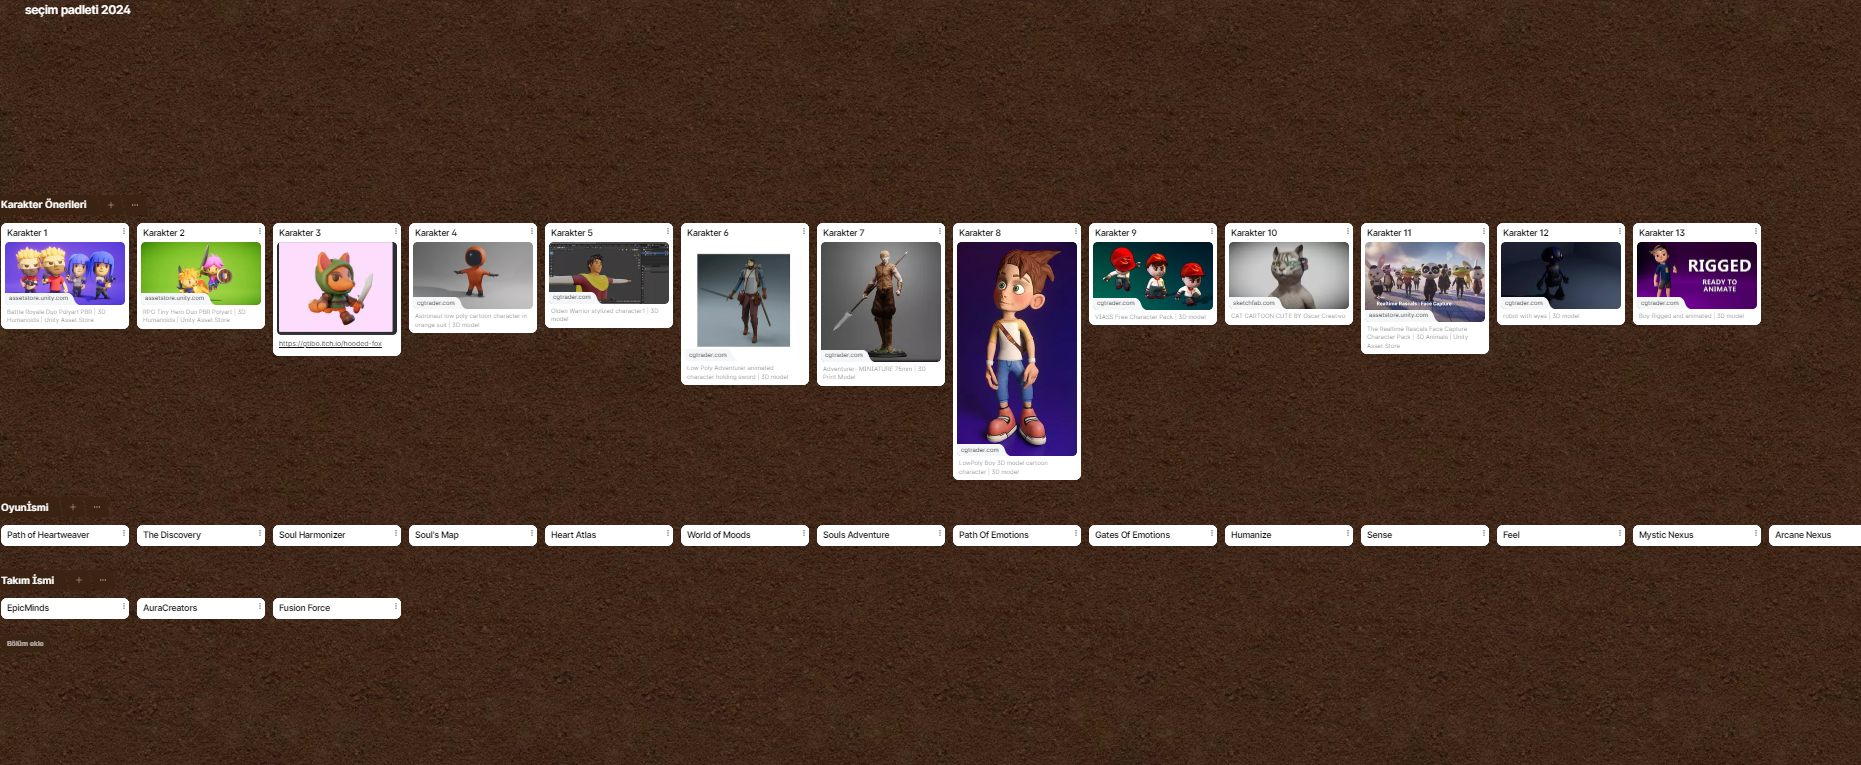 seçim padleti 2024
Karakter Önerileri
Karakter 1
assetstore.unity.com
Battle Royale Duo Polyart PBR | 3D
Humanoids | Unity Asset Store
Karakter 2
assetstore.unity.com
RPG Tiny Hero Duo PBR Polyart | 3D
Humanoids | Unity Asset Store
Karakter 3
https://qtibo.itch.io/hooded-fox
Karakter 4
cgtrader.com
Astronaut low poly cartoon character in
orange suit | 3D model
Karakter 5
cgtrader.com
Olden Warrior stylized character? | 3D
model
Karakter 6
cgtrader.com
Low Poly Adventurer animated
character holding sword | 3D model
Karakter 7
cgtrader.com
Adventurer- MINIATURE 75mm | 3D
Print Model
Karakter 8
cgtrader.com
LowPoly Boy 3D model cartoon
character | 3D model
Karakter 9
cgtrader.com
VIASS Free Character Pack | 3D model
Karakter 10
sketchfab.com
CAT CARTOON CUTE BY Oscar Creativo
Karakter 11
Realtime Rascals | Face Capture
assetstore.unity.com
The Realtime Rascals Face Capture
Character Pack | 3D Animals | Unity
Asset Store
Karakter 12
cgtrader.com
robot with eyes | 3D model
Karakter 13
RIGGED
READY TO
ANIMATE
cgtrader.com
Boy Rigged and animated | 3D model
Oyunİsmi
Path of Heartweaver
The Discovery
Soul Harmonizer
Soul's Map
Heart Atlas
World of Moods
Souls Adventure
Path Of Emotions
Gates Of Emotions
Humanize
Sense
Feel
Mystic Nexus
Arcane Nexus
Takım İsmi
EpicMinds
AuraCreators
Fusion Force
Bölüm ekle